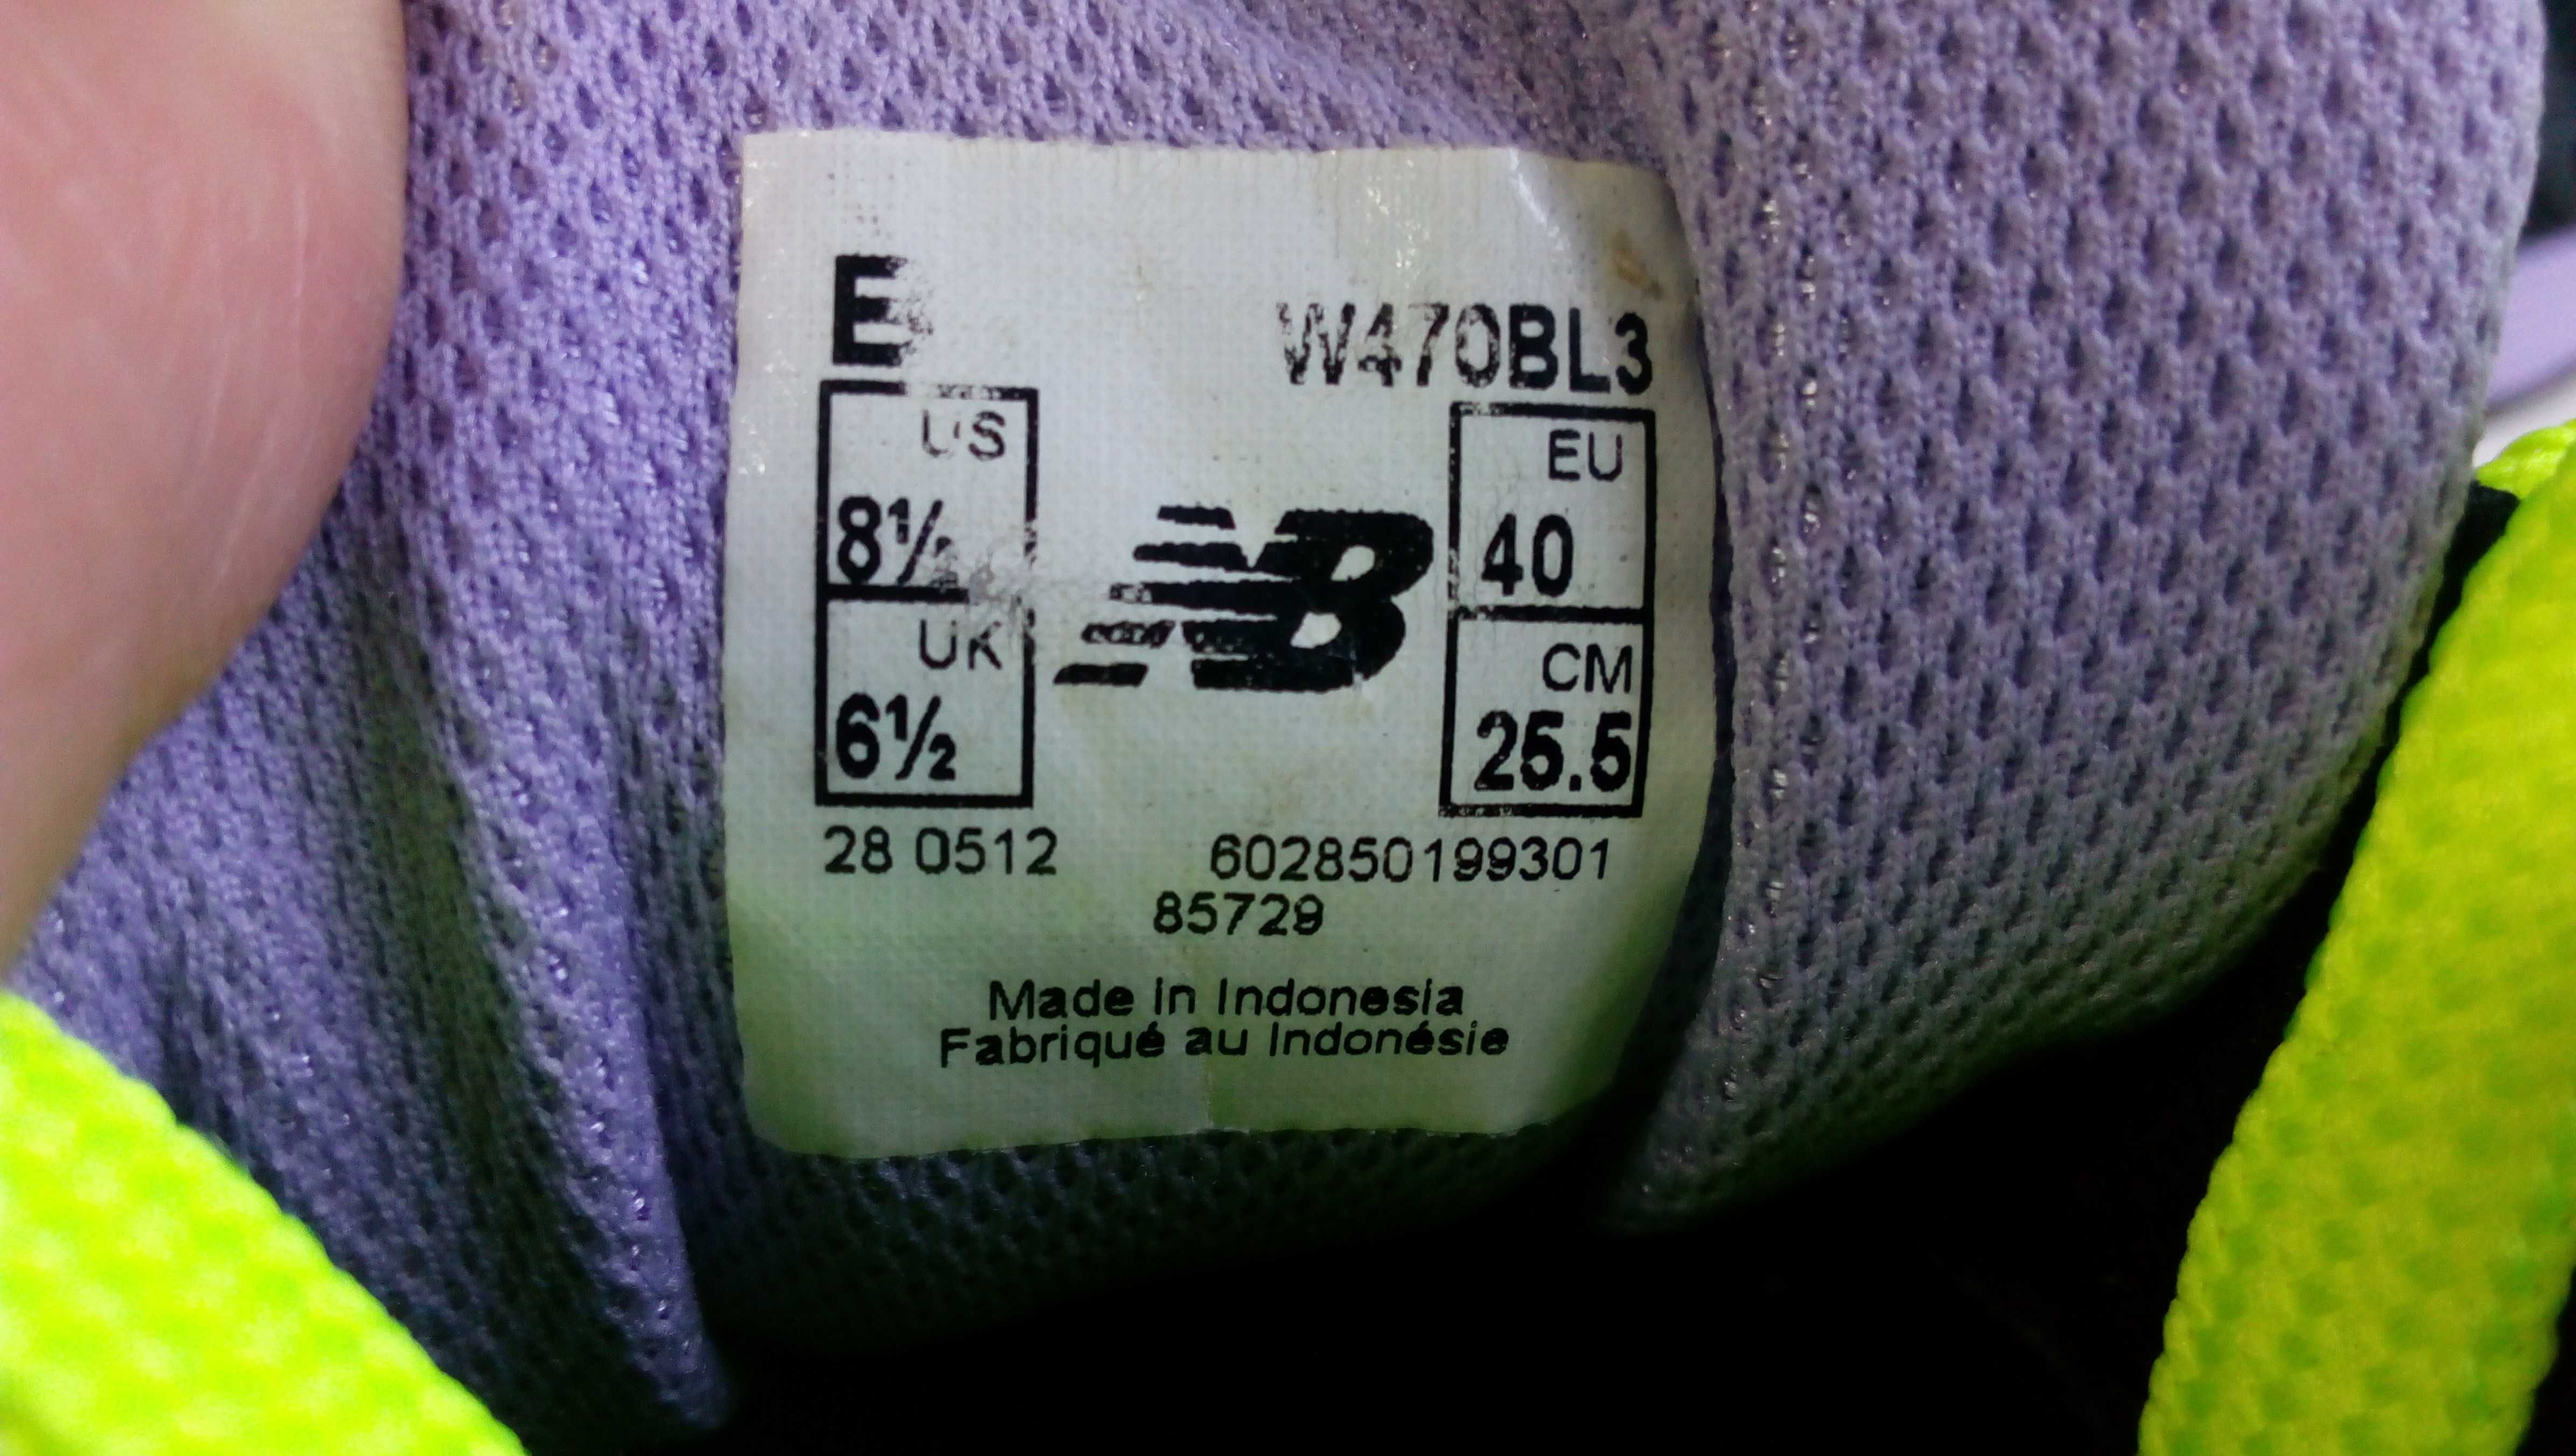 E
W470BL3
US
8½
EU
40
NB
UK
6½
CM
25.5
28 0512 602850199301
85729
Made in Indonesia
Fabriqué au Indonésie